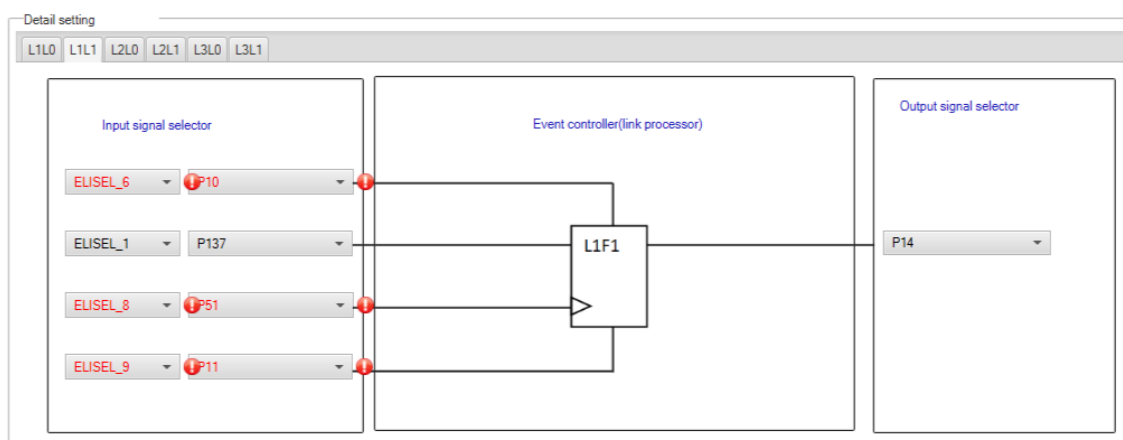 Detail setting
L1L0 L1L1 L2L0 L2L1 L3L0 L3L1
Input signal selector
Event controller(link processor)
Output signal selector
ELISEL_6 P10
ELISEL_1 P137
L1F1
P14
ELISEL_8 P51
ELISEL_9 P11